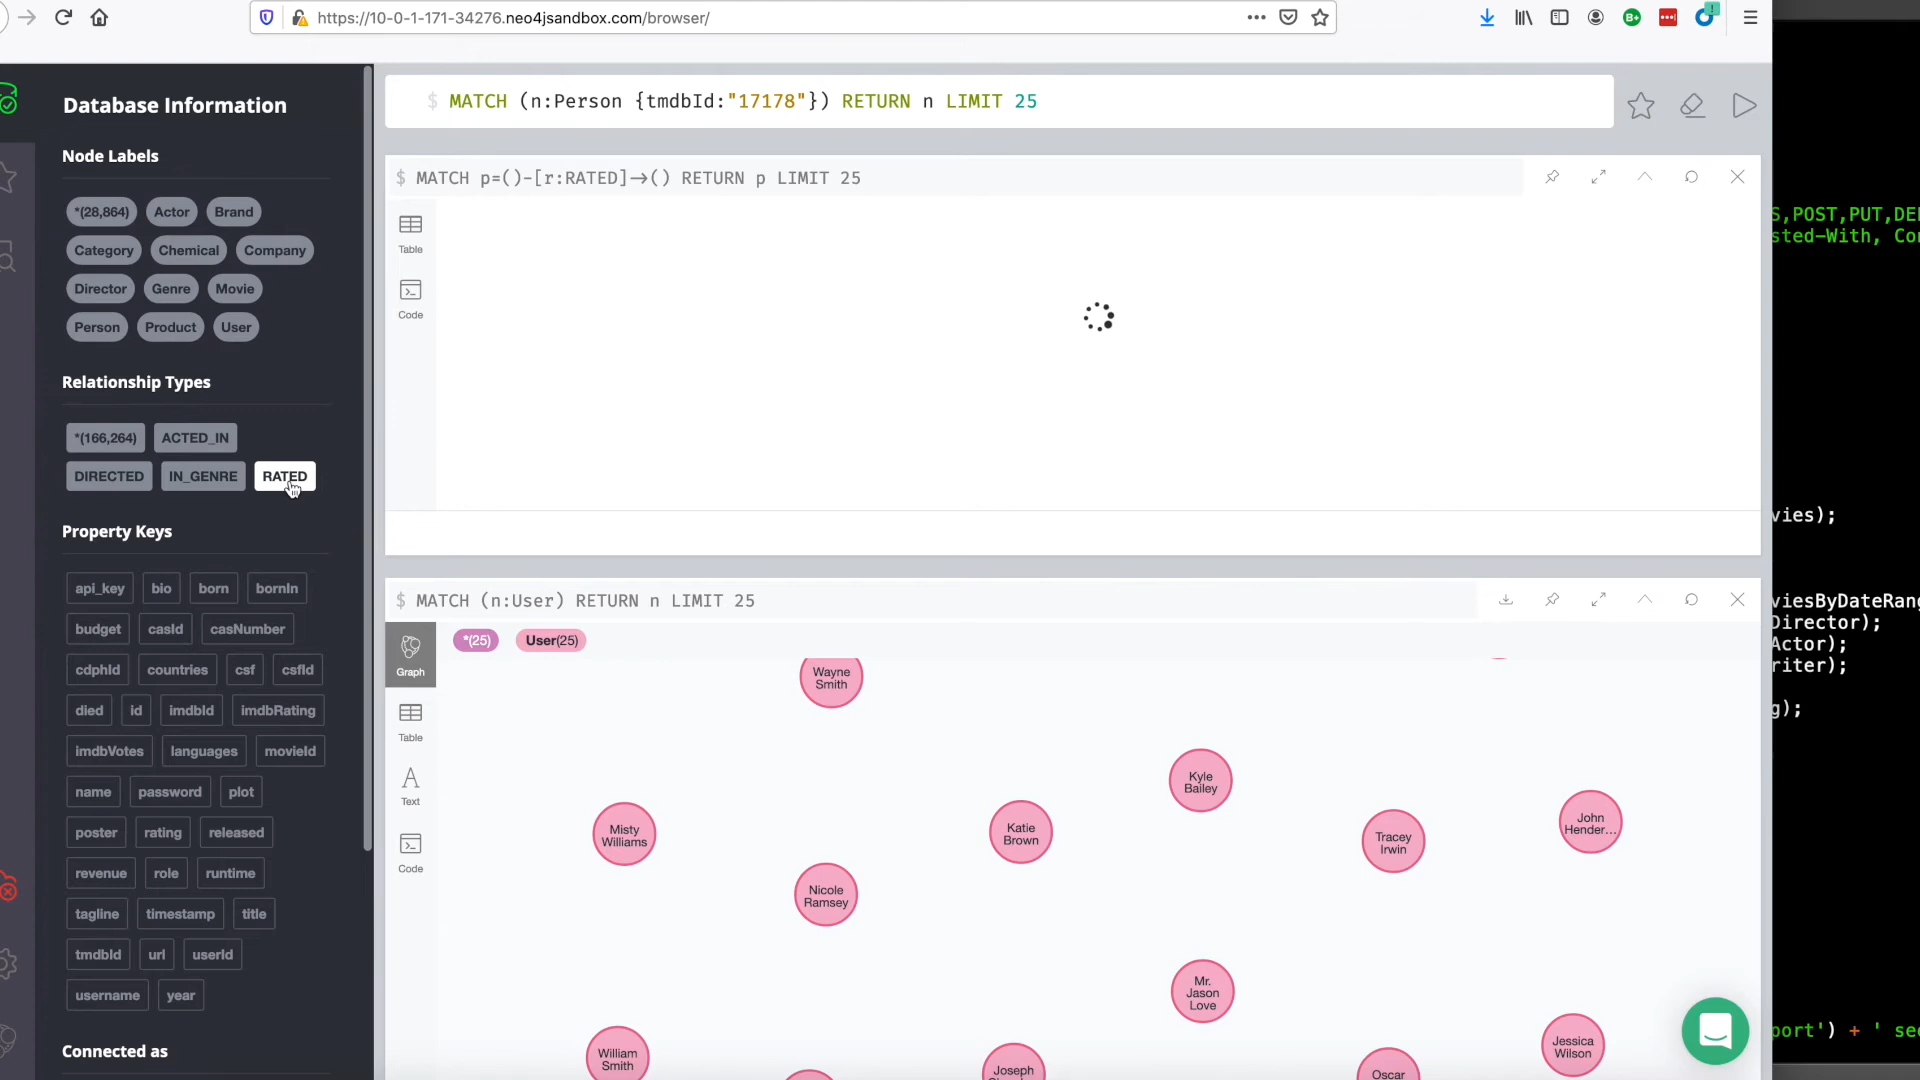 https://10-0-1-171-34276.neo4jsandbox.com/browser/
Database Information
Node Labels
*(28,864) Actor Brand
Category Chemical Company
Director Genre Movie
Person Product User
Relationship Types
*(166,264) ACTED_IN
DIRECTED IN_GENRE RATED
Property Keys
api_key bio born bornIn
budget casId casNumber
cdphId countries csf csfId
died id imdbId imdbRating
imdbVotes languages movieId
name password plot
poster rating released
revenue role runtime
tagline timestamp title
tmdbId url userId
username year
Connected as
$ MATCH (n:Person {tmdbId:"17178"}) RETURN n LIMIT 25
$ MATCH p=()-[r:RATED]→() RETURN p LIMIT 25
Table
Code
$ MATCH (n:User) RETURN n LIMIT 25
*(25) User(25)
Graph
Table
Text
Code
Wayne
Smith
Kyle
Bailey
Misty
Williams
Katie
Brown
Tracey
Irwin
John
Hender…
Nicole
Ramsey
Mr.
Jason
Love
William
Smith
Joseph
Oscar
Jessica
Wilson
S,POST,PUT,DE
sted-With, Co
vies);
viesByDateRang
Director);
Actor);
riter);
g);
port') + ' se